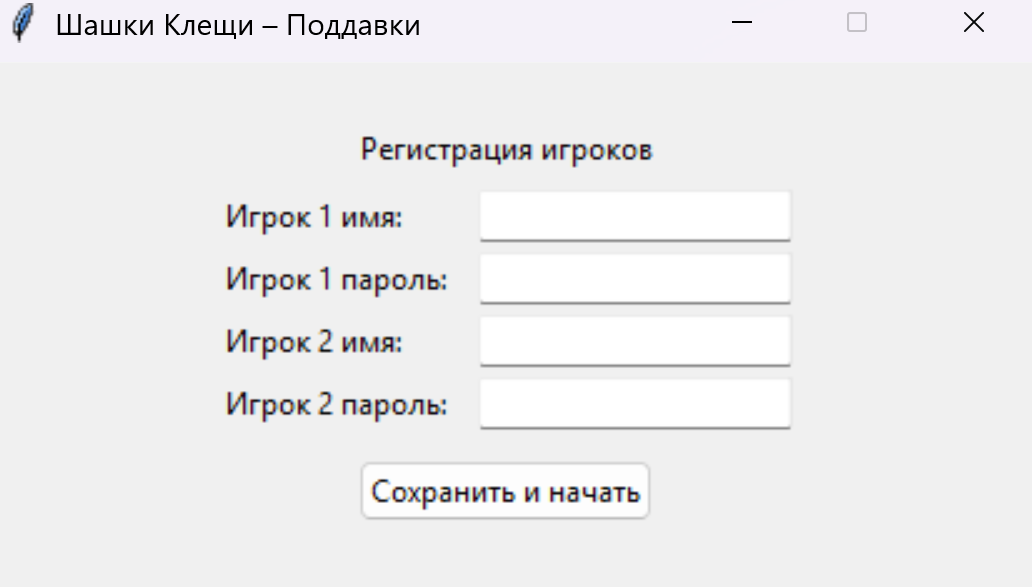 Шашки Клещи – Поддавки
Регистрация игроков
Игрок 1 имя:
Игрок 1 пароль:
Игрок 2 имя:
Игрок 2 пароль:
Сохранить и начать